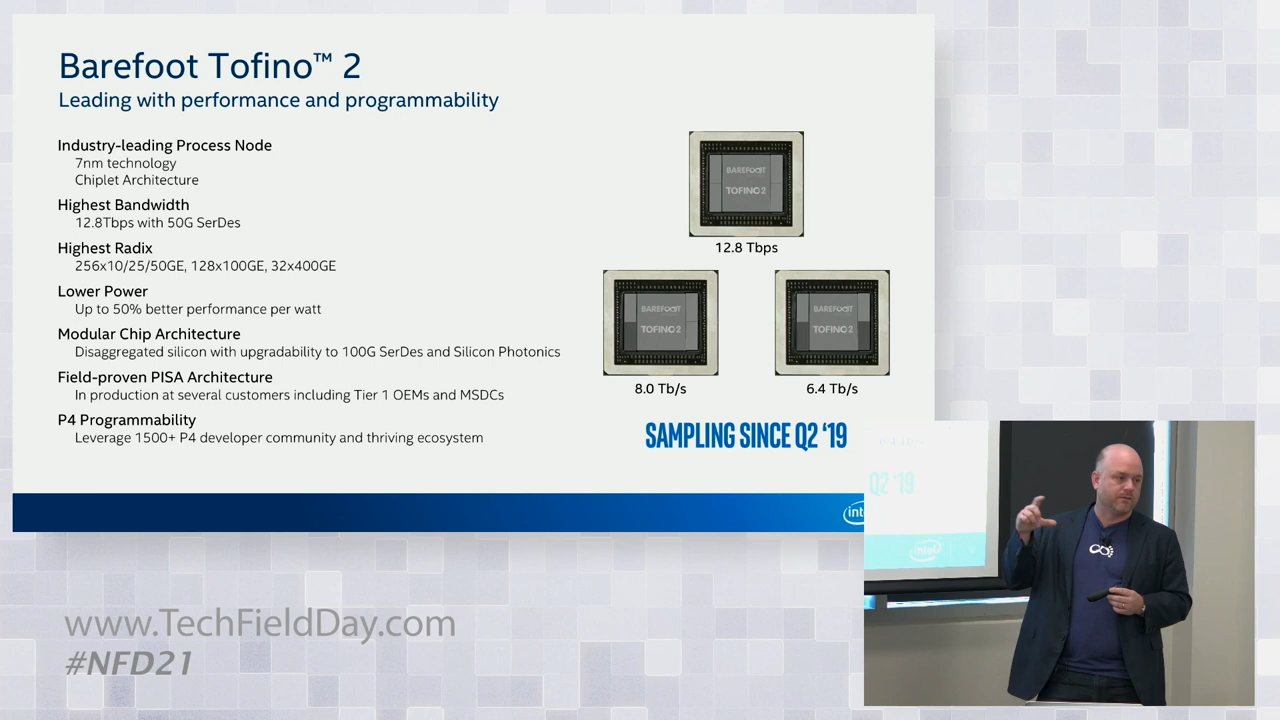 Barefoot Tofino™ 2
Leading with performance and programmability
Industry-leading Process Node
7nm technology
Chiplet Architecture
Highest Bandwidth
12.8Tbps with 50G SerDes
Highest Radix
256x10/25/50GE, 128x100GE, 32x400GE
Lower Power
Up to 50% better performance per watt
Modular Chip Architecture
Disaggregated silicon with upgradability to 100G SerDes and Silicon Photonics
Field-proven PISA Architecture
In production at several customers including Tier 1 OEMs and MSDCs
P4 Programmability
Leverage 1500+ P4 developer community and thriving ecosystem
BAREFOOT
TOFINO 2
12.8 Tbps
BAREFOOT
TOFINO 2
8.0 Tb/s
BAREFOOT
TOFINO 2
6.4 Tb/s
SAMPLING SINCE Q2 ‘19
Q2 '19
intel
www.TechFieldDay.com
#NFD21